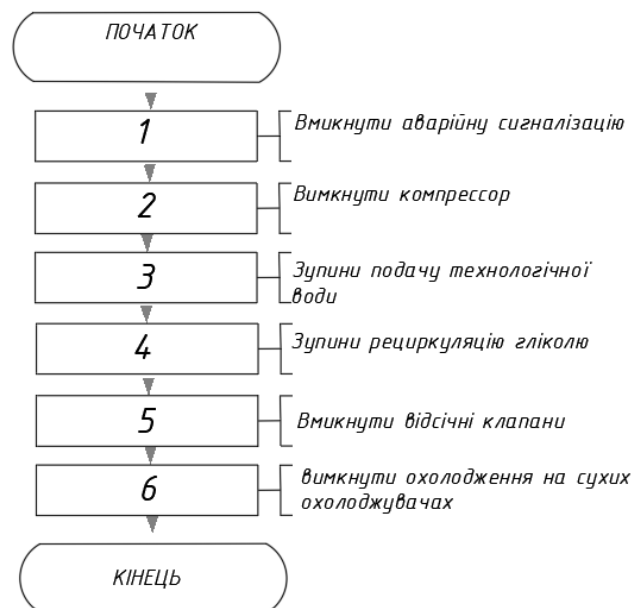 ПОЧАТОК
1
Вмикнути аварійну сигналізацію
2
Вимкнути компрессор
3
Зупини подачу технологічної
води
4
Зупини рециркуляцію гліколю
5
Вмикнути відсічні клапани
6
вимкнути охолодження на сухих
охолоджувачах
КІНЕЦЬ